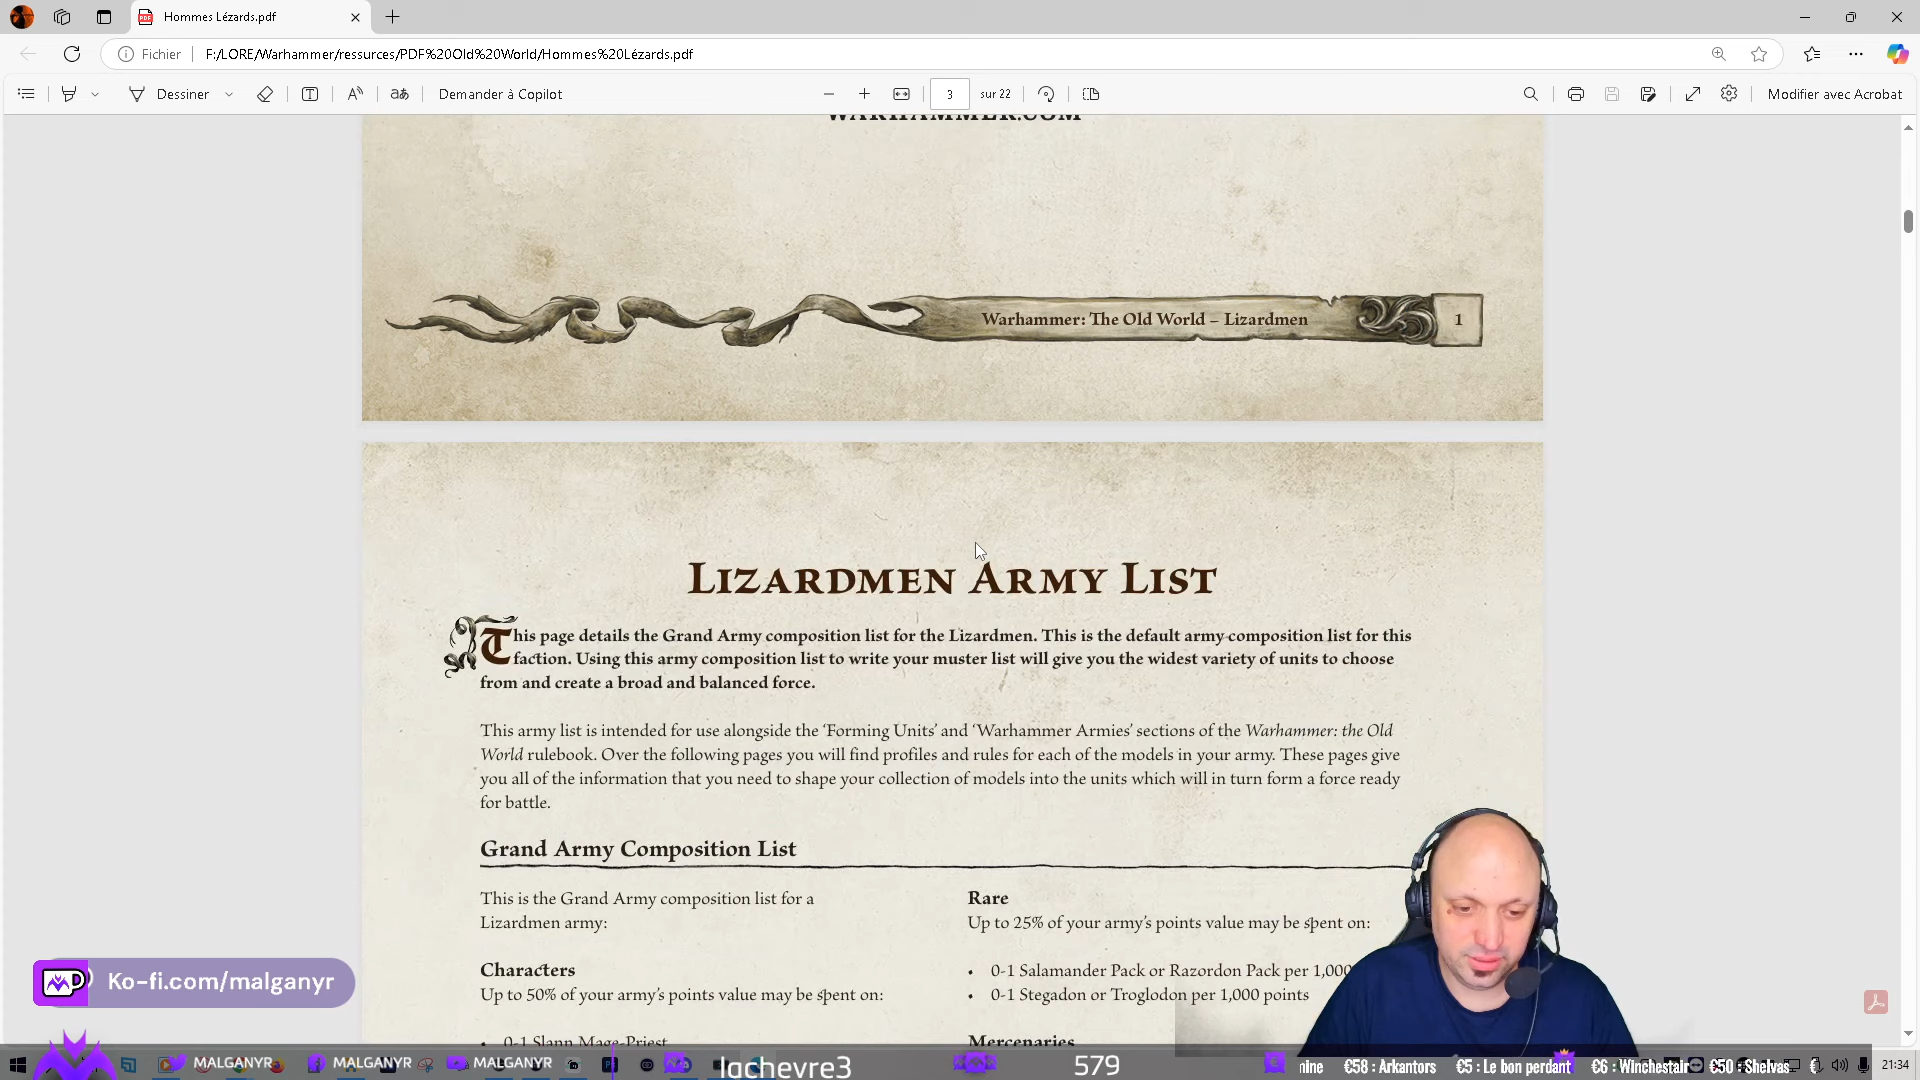 Hommes Lézards.pdf
Fichier
F:/LORE/Warhammer/ressources/PDF%20Old%20World/Hommes%20Lézards.pdf
Dessiner
Demander à Copilot
3
sur 22
Modifier avec Acrobat
WARHAMMER.COM
Warhammer: The Old World – Lizardmen
1
Lizardmen Army List
This page details the Grand Army composition list for the Lizardmen. This is the default army composition list for this
faction. Using this army composition list to write your muster list will give you the widest variety of units to choose
from and create a broad and balanced force.
This army list is intended for use alongside the ‘Forming Units’ and ‘Warhammer Armies’ sections of the Warhammer: the Old
World rulebook. Over the following pages you will find profiles and rules for each of the models in your army. These pages give
you all of the information that you need to shape your collection of models into the units which will in turn form a force ready
for battle.
Grand Army Composition List
This is the Grand Army composition list for a
Lizardmen army:
Characters
Up to 50% of your army’s points value may be spent on:
• 0-1 Slann Mage-Priest
Rare
Up to 25% of your army’s points value may be spent on:
• 0-1 Salamander Pack or Razordon Pack per 1,000
• 0-1 Stegadon or Troglodon per 1,000 points
Mercenaries
Ko-fi.com/malganyr
MALGANYR
MALGANYR
MALGANYR
lachevre3
579
mine
€58 : Arkantors
€5 : Le bon perdant
€6 : Winchestair
€50 : Shelvas
21:34